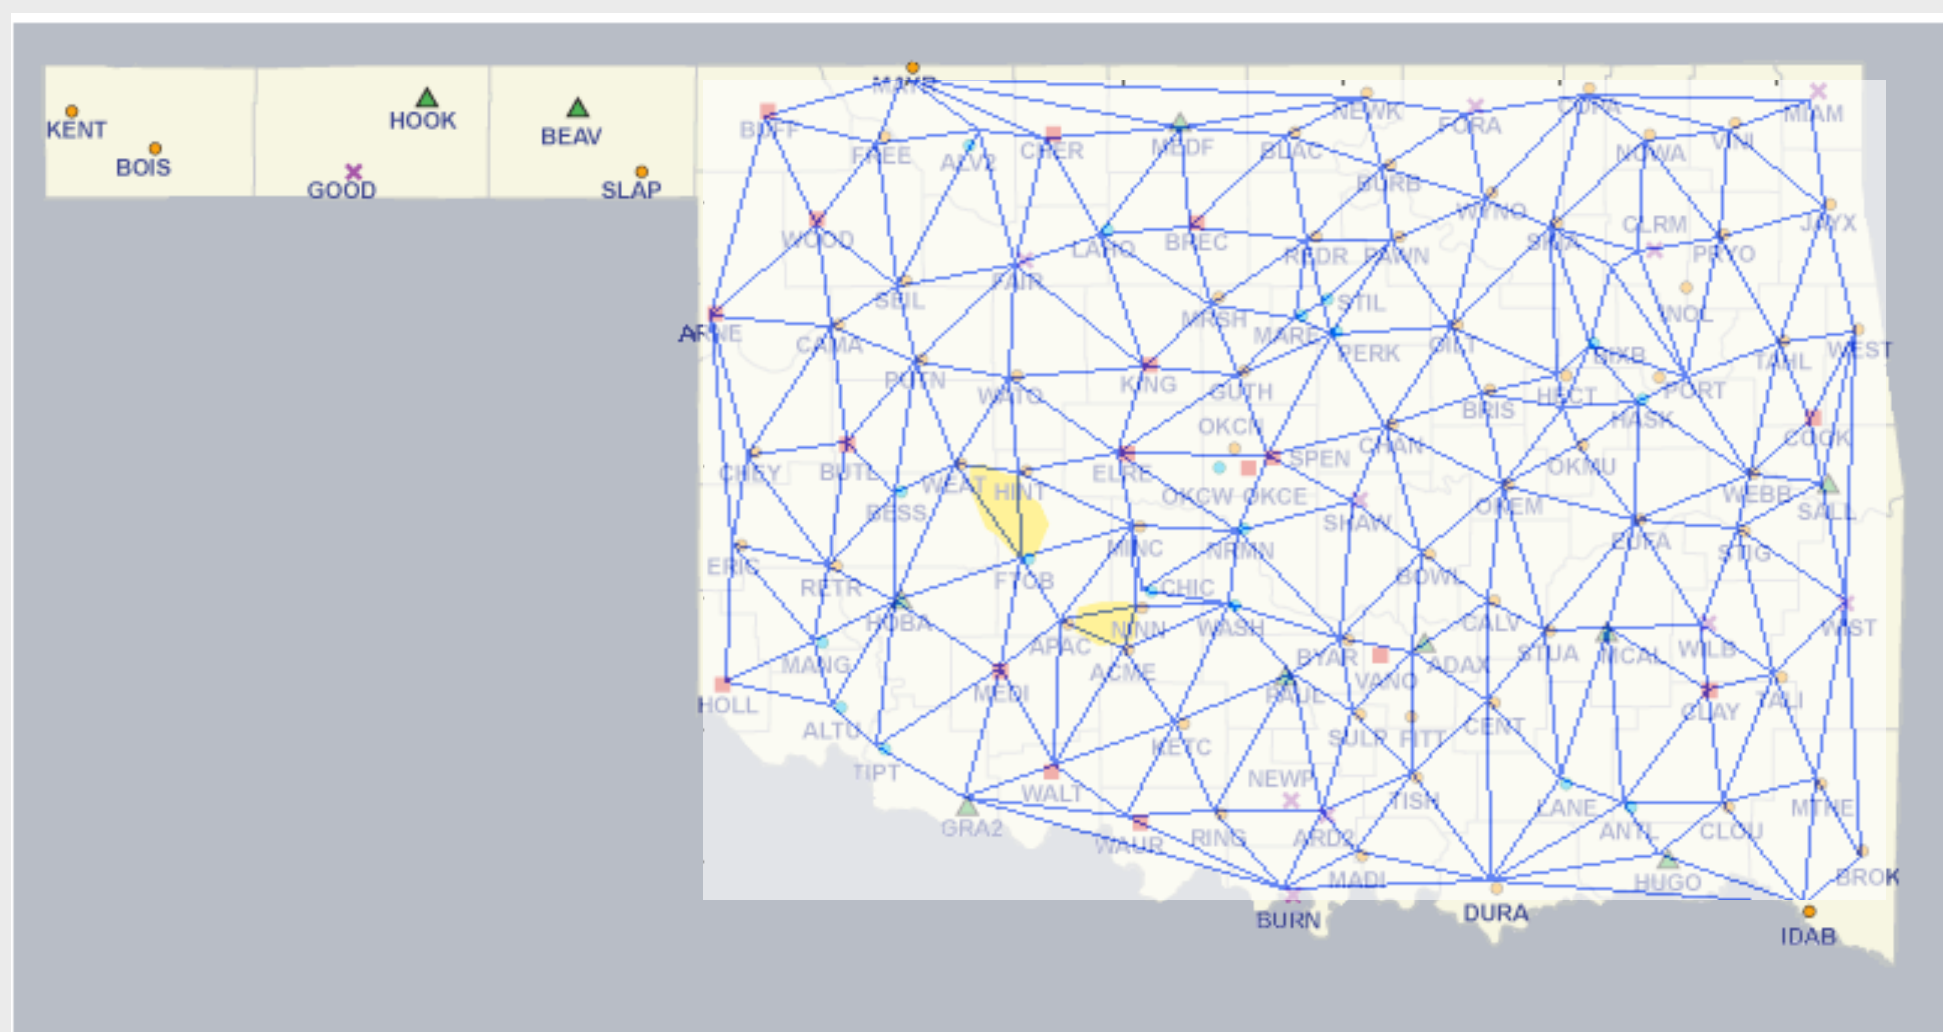 MAYR
KENT
BOIS
HOOK
GOOD
BEAV
SLAP
BUFF
FREE
ALV2
CHER
MEDF
BLAC
NEWK
FORA
NOWA
VINI
MIAM
BURB
WYNO
WOOD
SEIL
FAIR
LAHO
BREC
REDR
PAWN
SKIA
CLRM
PRYO
JAYX
ARNE
CAMA
MRSH
MARE
STIL
PERK
GILT
BIXB
INOL
TAHL
WEST
PUTN
WATO
KING
GUTH
BRIS
HECT
HASK
PORT
COOK
CHEY
BUTL
BESS
WEAT
HINT
ELRE
OKCN
OKCW
OKCE
SPEN
CHAN
OKMU
OKEM
WEBB
SALL
ERIC
RETR
HOBA
FTCB
MINC
NRMN
SHAW
BOWL
EUFA
STIG
CHIC
MANG
APAC
NINN
WASH
ACME
BYAR
VANO
ADAX
CALV
STUA
MCAL
WILB
WIST
HOLL
ALTU
MEDI
KETC
PAUL
SULP
FITT
CENT
CLAY
TALI
TIPT
WALT
NEWP
TISH
LANE
ANTL
CLOU
GRA2
WAUR
RING
ARD2
MADI
HUGO
BROK
BURN
DURA
IDAB